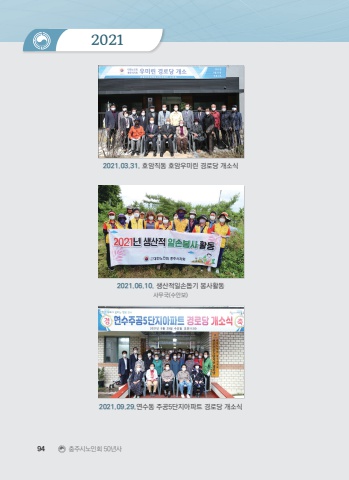 2021
우미린 경로당 개소
2021.03.31. 호암직동 호암우미린 경로당 개소식
2021년 생산적 일손봉사 활동
2021.06.10. 생산적일손돕기 봉사활동
사무국(수안보)
연수주공5단지아파트 경로당 개소식
2021.09.29.연수동 주공5단지아파트 경로당 개소식
94 충주시노인회 50년사